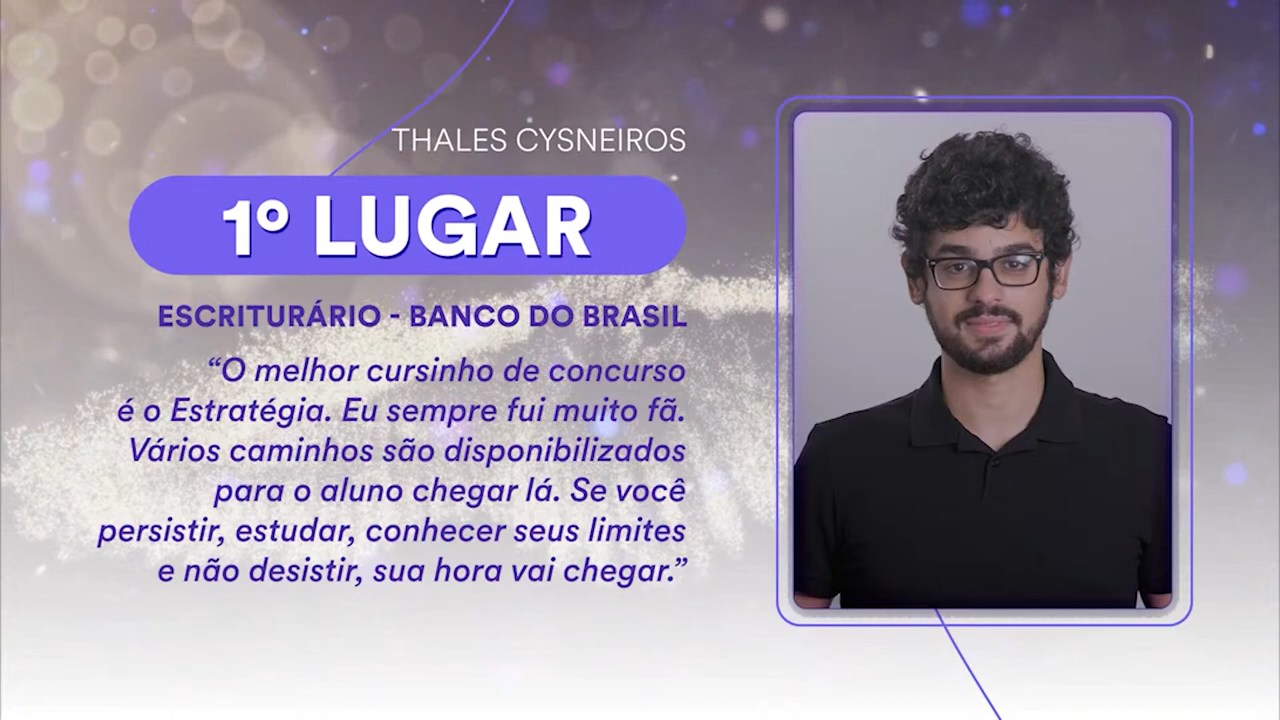 THALES CYSNEIROS
1º LUGAR
ESCRITURÁRIO - BANCO DO BRASIL
“O melhor cursinho de concurso
é o Estratégia. Eu sempre fui muito fã.
Vários caminhos são disponibilizados
para o aluno chegar lá. Se você
persistir, estudar, conhecer seus limites
e não desistir, sua hora vai chegar.”